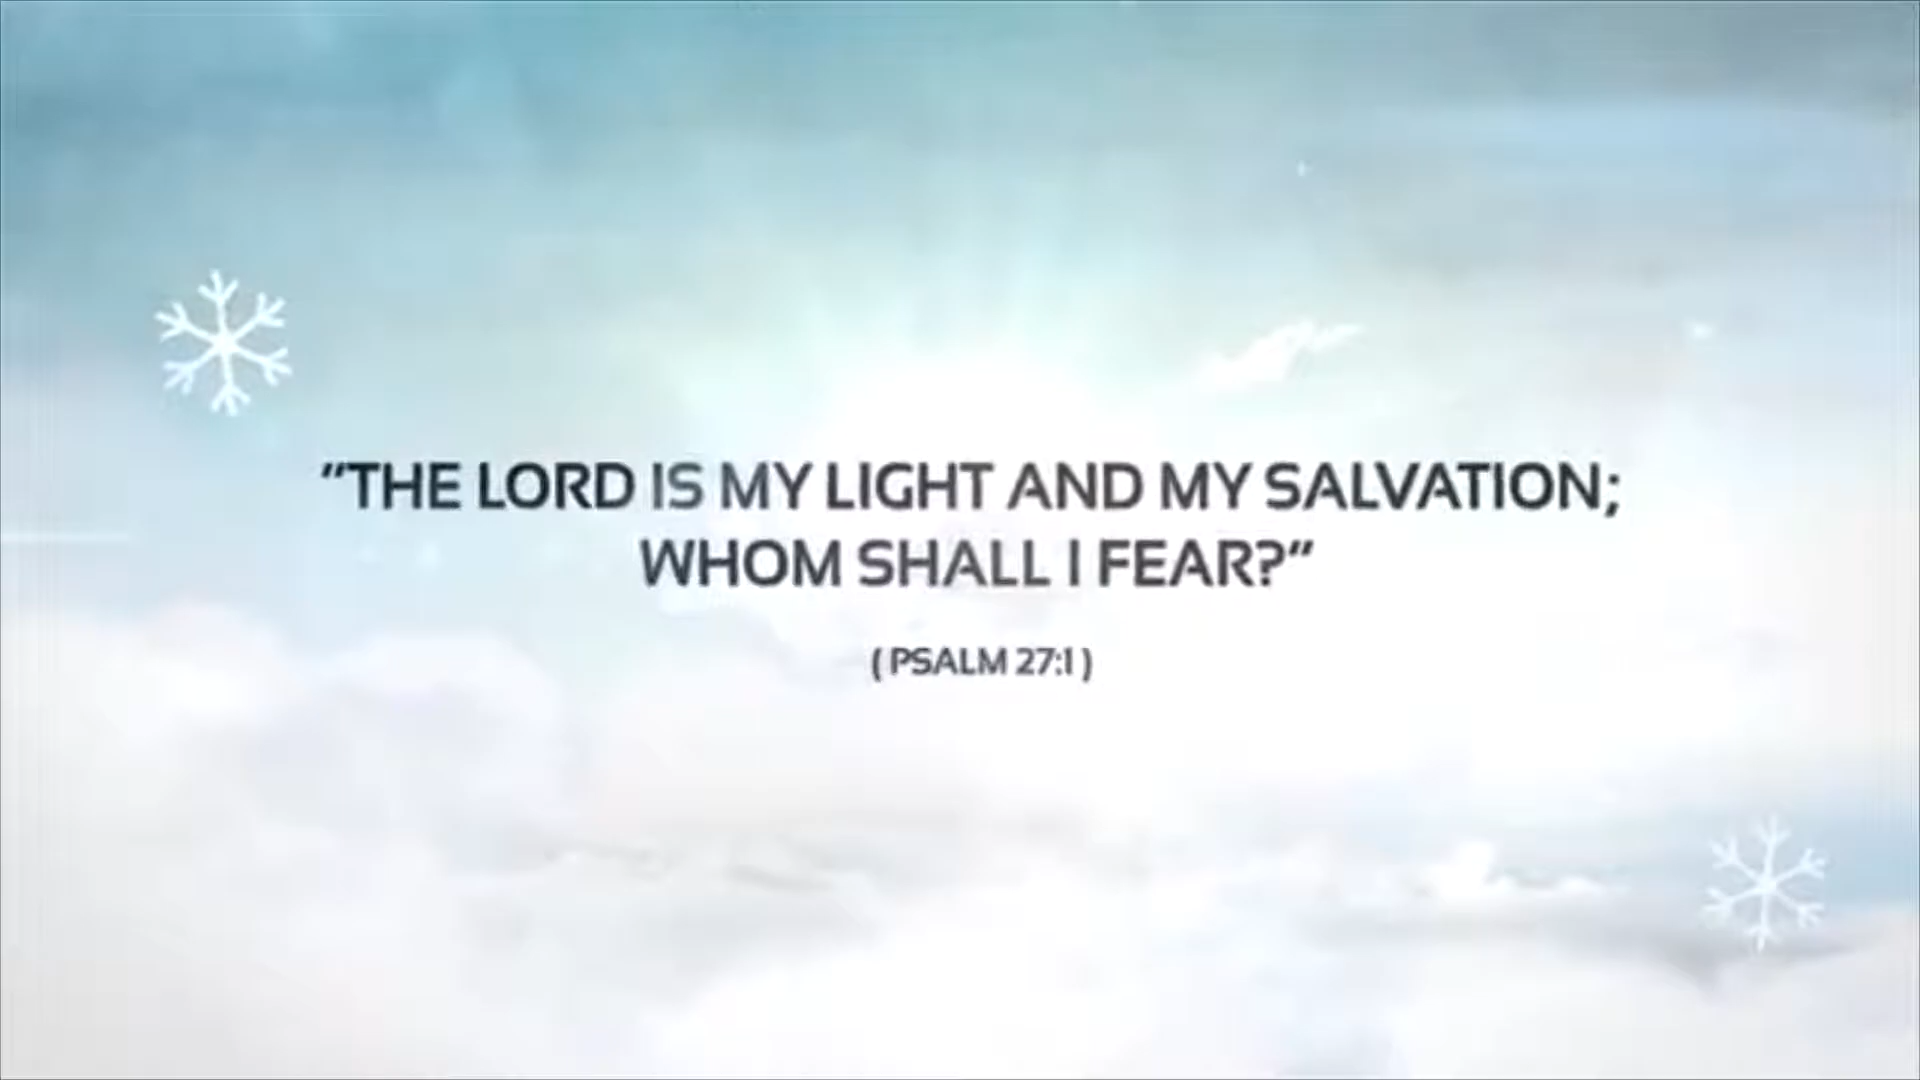 "THE LORD IS MY LIGHT AND MY SALVATION;
WHOM SHALL I FEAR?"
( PSALM 27:1 )